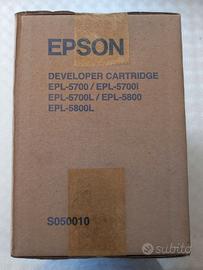 EPSON
DEVELOPER CARTRIDGE
EPL-5700 / EPL-5700i
EPL-5700L / EPL-5800
EPL-5800L
S050010
subito